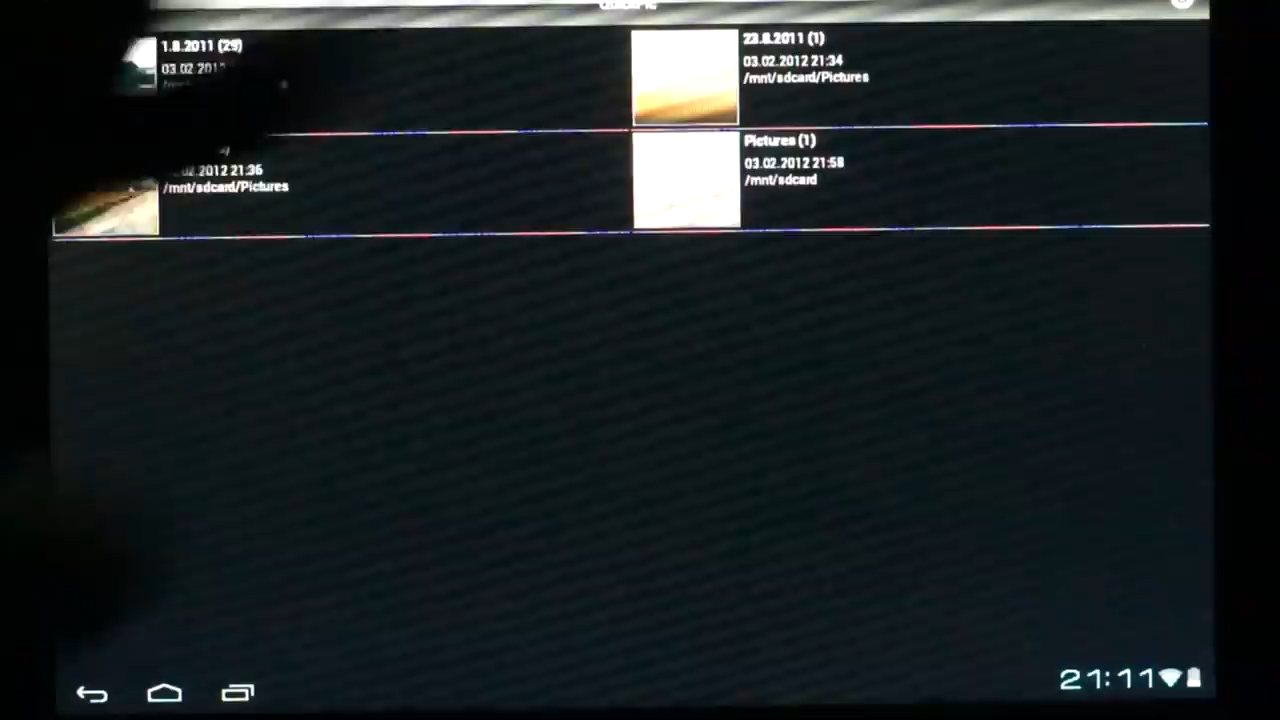 1.8.2011 (29)
03.02.201
23.8.2011 (1)
03.02.2012 21:34
/mnt/sdcard/Pictures
.2012 21:36
/mnt/sdcard/Pictures
Pictures (1)
03.02.2012 21:58
/mnt/sdcard
21:11